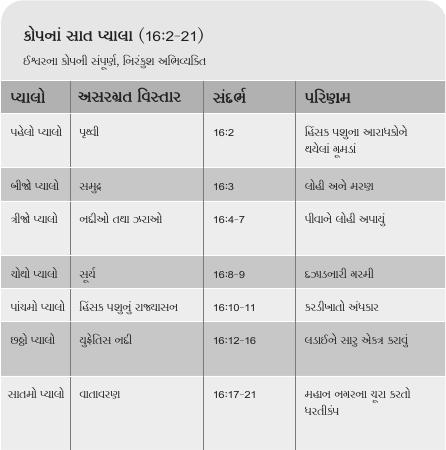 કોપનાં સાત પ્યાલા (16:2-21)
ઈશ્વરના કોપની સંપૂર્ણ, નિરંકુશ અભિવ્યક્તિ
પ્યાલો અસરગ્રત વિસ્તાર સંદર્ભ પરિણામ
પહેલો પ્યાલો પૃથ્વી 16:2 હિંસક પશુના આરાધકોને
થયેલાં ગૂમડાં
બીજો પ્યાલો સમુદ્ર 16:3 લોહી અને મરણ
ત્રીજો પ્યાલો નદીઓ તથા ઝરાઓ 16:4-7 પીવાને લોહી અપાયું
ચોથો પ્યાલો સૂર્ય 16:8-9 દઝાડનારી ગરમી
પાંચમો પ્યાલો હિંસક પશુનું રાજ્યાસન 16:10-11 કરડીખાતો અંધકાર
છઠ્ઠો પ્યાલો યુફ્રેતિસ નદી 16:12-16 લડાઈને સારુ એકત્ર કરાવું
સાતમો પ્યાલો વાતાવરણ 16:17-21 મહાન નગરના ચૂરા કરતો
ધરતીકંપ